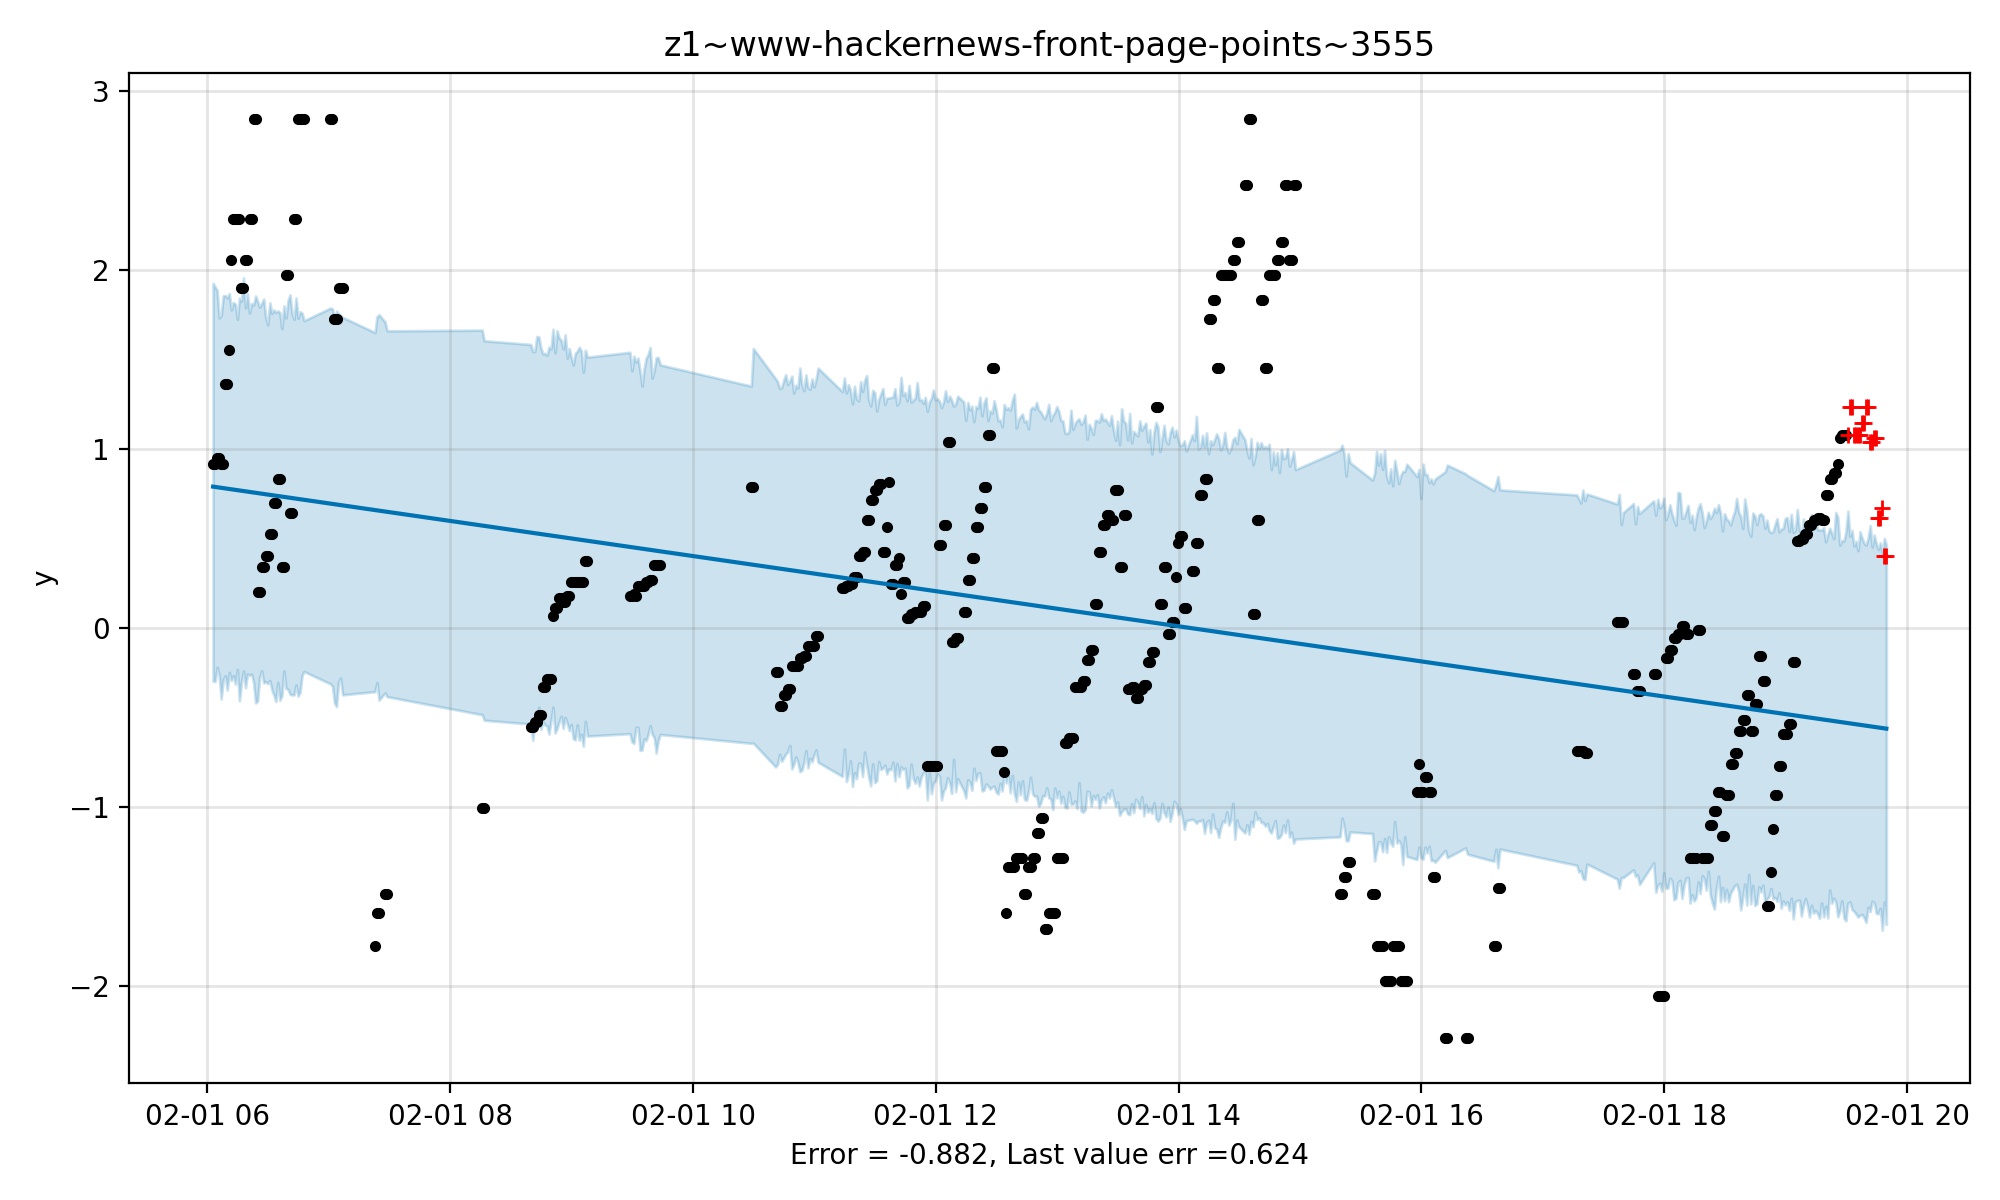 z1~www-hackernews-front-page-points~3555
3
2
1
0
−1
−2
y
02-01 06 02-01 08 02-01 10 02-01 12 02-01 14 02-01 16 02-01 18 02-01 20
Error = -0.882, Last value err =0.624